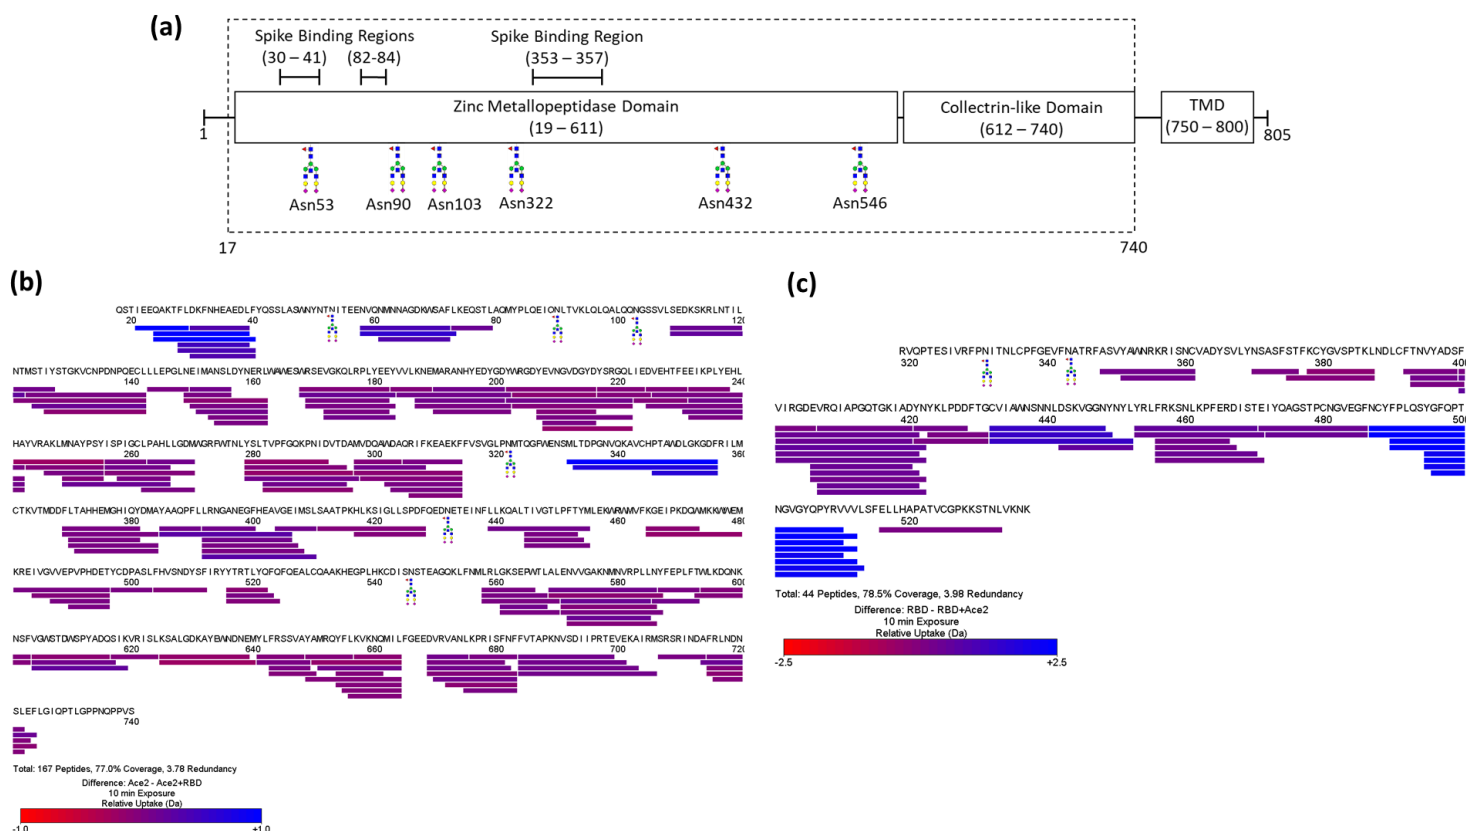 (a)
Spike Binding Regions
(30 – 41) (82-84)
Spike Binding Region
(353 – 357)
Zinc Metallopeptidase Domain
(19 – 611)
Collectrin-like Domain
(612 – 740)
TMD
(750 – 800)
1
805
Asn53 Asn90 Asn103 Asn322 Asn432 Asn546
17
740
(b)
QSTIEEQAKTFLDKFNHEAEDLFYQSSLASWNYNTNITEENVQNMNNAGDKWSAFLKEQSTLAQMYPLQEIQNLTVKLQLQALQQNGSSVLSEDKSKRLNTIL
20 40 60 80 100 120
NTMSTIYSTGKVCNPDNPQECLLLEPGLNEIMANSLDYNERLWAWESWRSEVGKQLRPLYEEYVVLKNEMARANHYEDYGDYWRGDYEVNGVDGYDYSRGQLIEDVEHTFEEIKPLYEHL
140 160 180 200 220 240
HAYVRAKLMNAYPSYISPIGCLPAHLLGDMWGRFWTNLYSLTVPFGQKPNIDVTDAMVDQAWDAQRIFKEAEKFFVSVGLPNMTQGFWENSMLTDPGNVQKAVCHPTAWDLGKGDFRILM
260 280 300 320 340 360
CTKVTMDDFLTAHHEMGHIQYDMAYAAQPFLLRNGANEGFHEAVGEIMSLSAATPKHLKSIGLLSPDFQEDNETEINFLLKQALTIVGTLPFTYMLEKWRWMVFKGEIPKDQWMKKWWEM
380 400 420 440 460 480
KREIVGVVEPVPHDETYCDPASLFHVSNDYSFIRYYTRTLYQFQFQEALCQAAKHEGPLHKCDISNSTEAGQKLFNMLRLGKSEPWTLALENVVGAKNMNVRPLLNYFEPLFTWLKDQNK
500 520 540 560 580 600
NSFVGWSTDWSPYADQSIKVRISLKSALGDKAYEWNDNEMYLFRSSVAYAMRQYFLKVKNQMILFGEEDVRVANLKPRISFNFFVTAPKNVSDIIPRTEVEKAIRMSRSRINDAFRLNDN
620 640 660 680 700 720
SLEFLGIQPTLGPPNQPPVS
740
Total: 167 Peptides, 77.0% Coverage, 3.78 Redundancy
Difference: Ace2 - Ace2+RBD
10 min Exposure
Relative Uptake (Da)
-1.0 +1.0
(c)
RVQPTESIVRFPNITNLCPFGEVFNATRFASVYAWNRKRISNCVADYSVLYNSASFSTFKCYGVSPTKLNDLCFTNVYADSF
320 340 360 380 400
VIRGDEVRQIAPGQTGKIADYNYKLPDDFTGCVIAWNSNNLDSKVGGNYNYLYRLFRKSNLKPFERDISTEIYQAGSTPCNGVEGFNCYFPLQSYGFQPT
420 440 460 480 500
NGVGYQPYRVVVLSFELLHAPATVCGPKKSTNLVKNK
520
Total: 44 Peptides, 78.5% Coverage, 3.98 Redundancy
Difference: RBD - RBD+Ace2
10 min Exposure
Relative Uptake (Da)
-2.5 +2.5